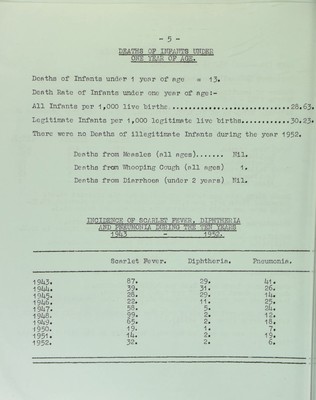 - 5 -
DEATHS OF INFANTS UNDER
ONE YEAR OF AGE.
Deaths of Infants under 1 year of age = 13.
Death Rate of Infants under one year of age:-
All Infants per 1,000 live births............................28.63.
Legitimate Infants per 1,000 legitimate live births............30.23.
There were no Deaths of illegitimate Infants during the year 1952.
Deaths from Measles (all ages)....... Nil.
Deaths from Whooping Cough (all ages) 1.
Deaths from Diarrhoea (under 2 years) Nil.
INCIDENCE OF SCARLET FEVER, DIPHTHERIA
AND PNEUMONIA DURING THE TEN YEARS
1943 - 1952.
Scarlet Fever. Diphtheria. Pneumonia.
1943. 87. 29. 41.
1944. 39. 31. 26.
1945. 26. 29. 14.
1946. 22. 11. 25.
1947. 58. 5. 24.
1948. 99. 2. 12.
1949. 65. 2. 18.
1950. 19. 1. 7.
1951. 14. 2. 19.
1952. 32. 2. 6.